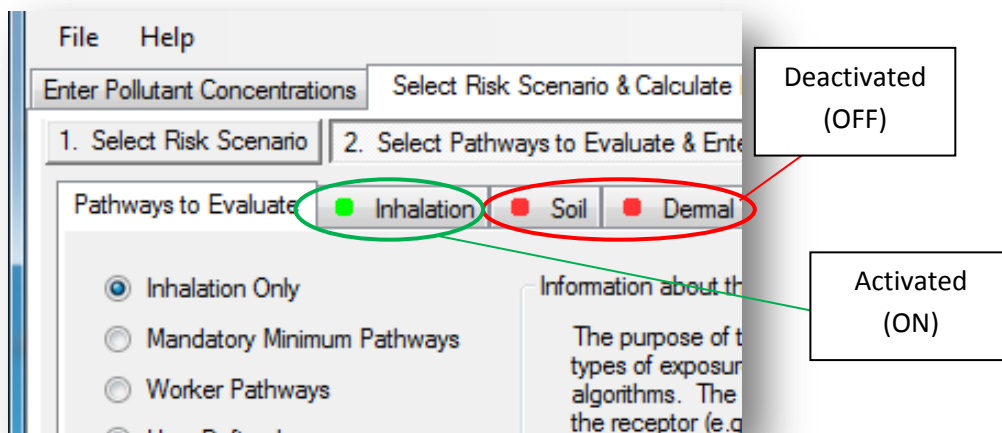 File Help
Enter Pollutant Concentrations Select Risk Scenario & Calculate
Deactivated
(OFF)
1. Select Risk Scenario 2. Select Pathways to Evaluate & Ente
Pathways to Evaluate Inhalation Soil Dermal
Inhalation Only
Information about th
Activated
(ON)
Mandatory Minimum Pathways
The purpose of t
types of exposur
Worker Pathways
algorithms. The
the receptor (e.g